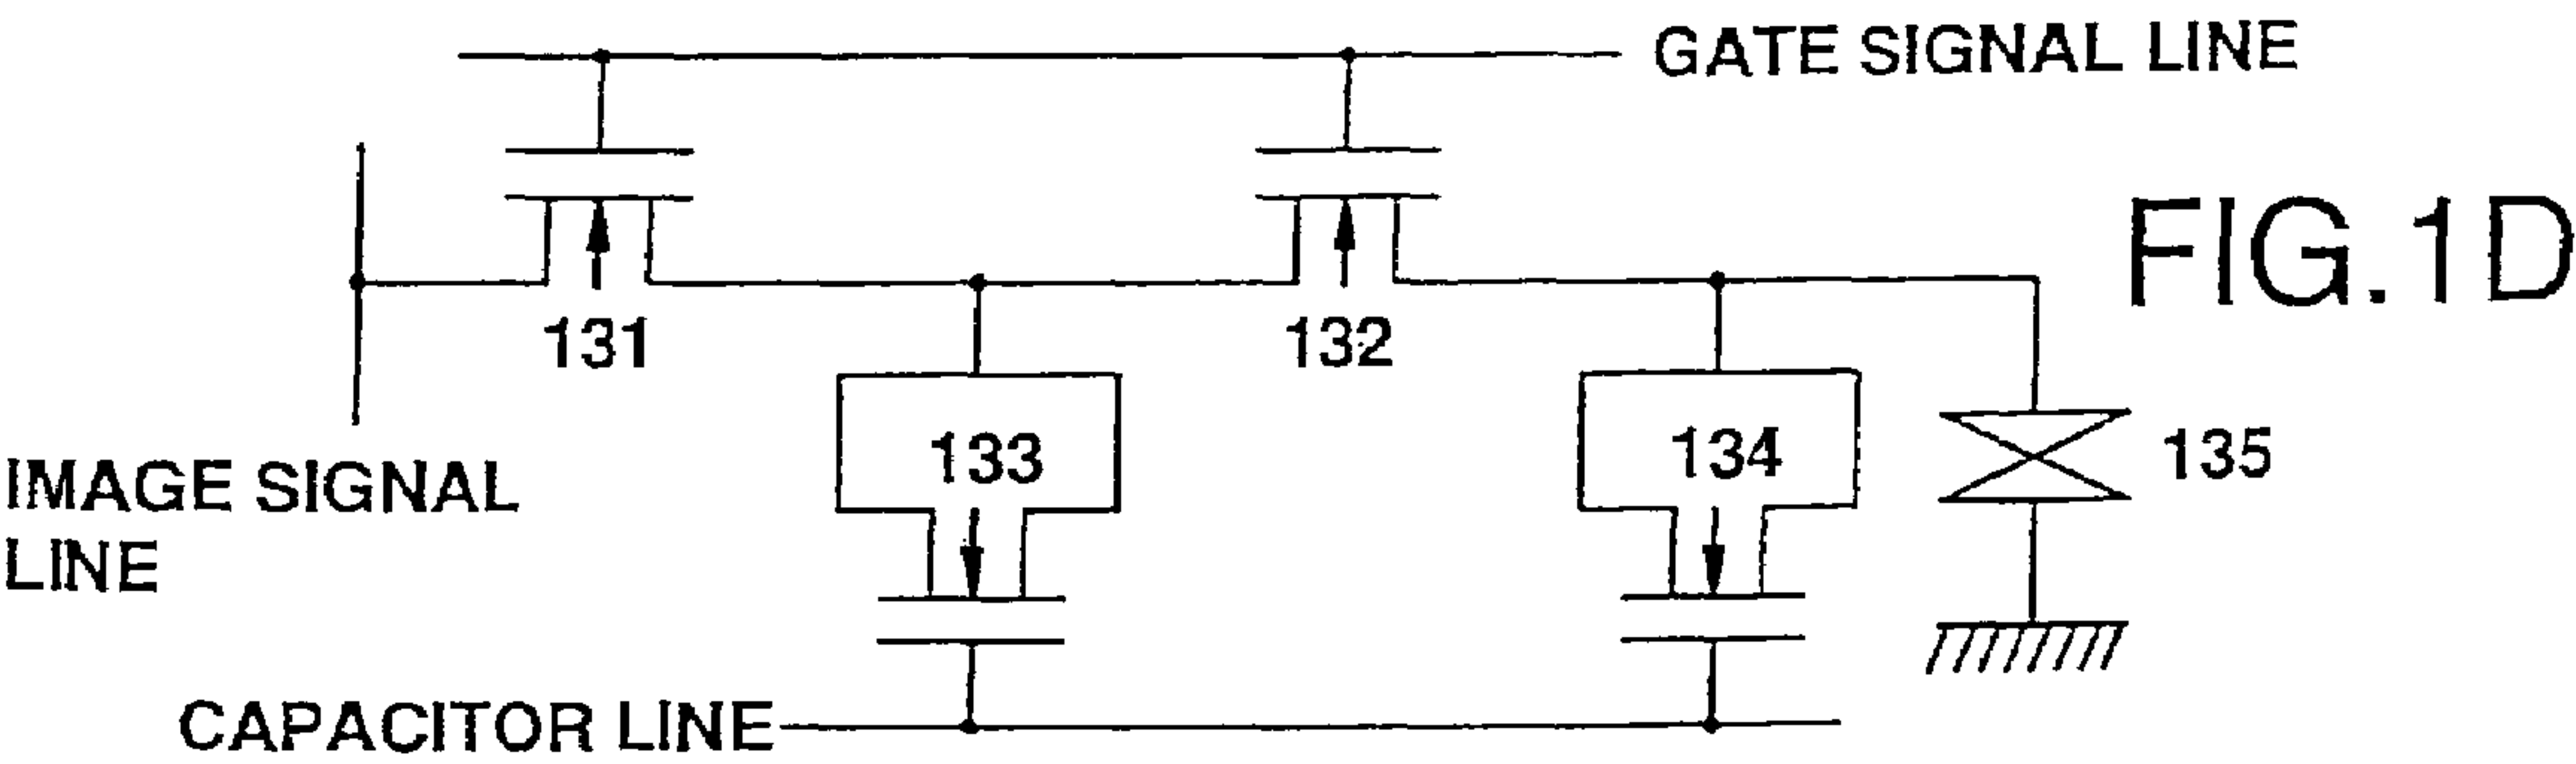 GATE SIGNAL LINE
FIG.1D
131
132
133
134
135
IMAGE SIGNAL
LINE
CAPACITOR LINE